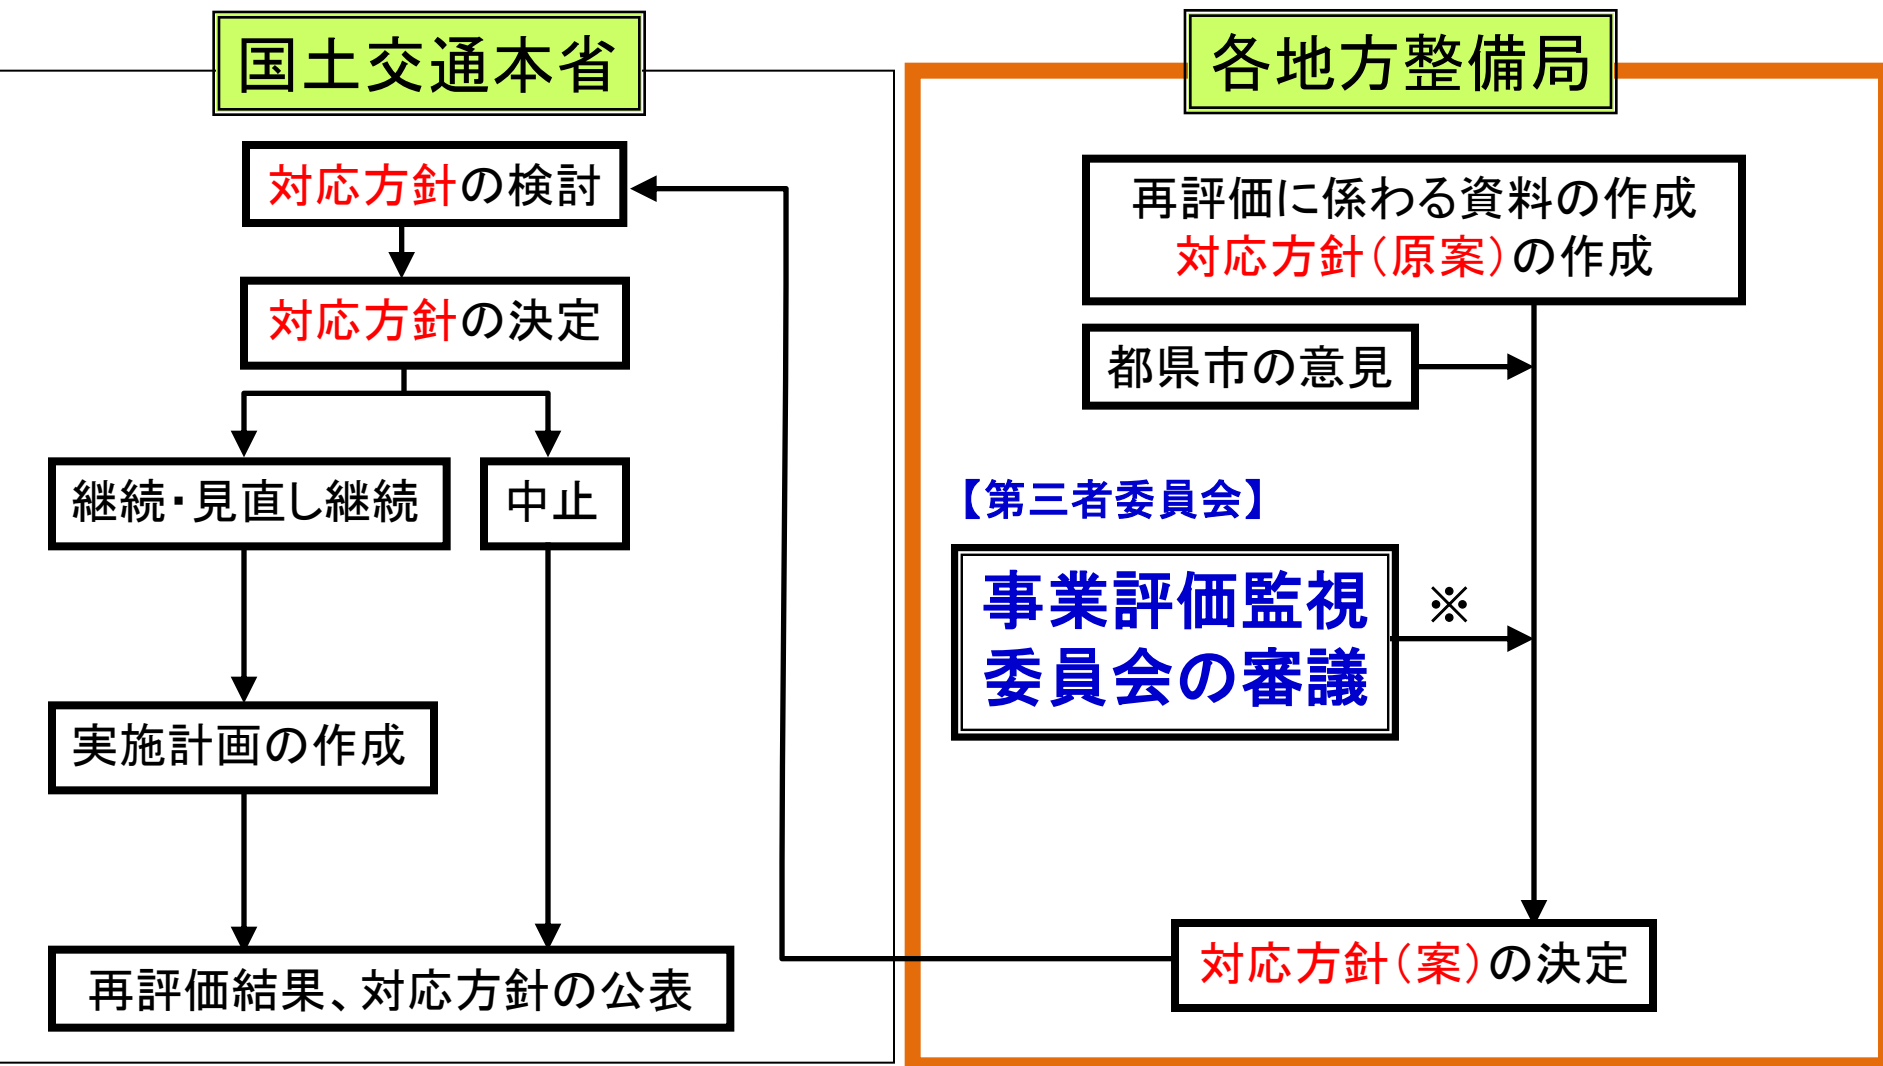 国土交通本省
対応方針の検討
対応方針の決定
継続・見直し継続
中止
実施計画の作成
再評価結果、対応方針の公表
各地方整備局
再評価に係わる資料の作成
対応方針（原案）の作成
都県市の意見
【第三者委員会】
事業評価監視
委員会の審議
※
対応方針（案）の決定